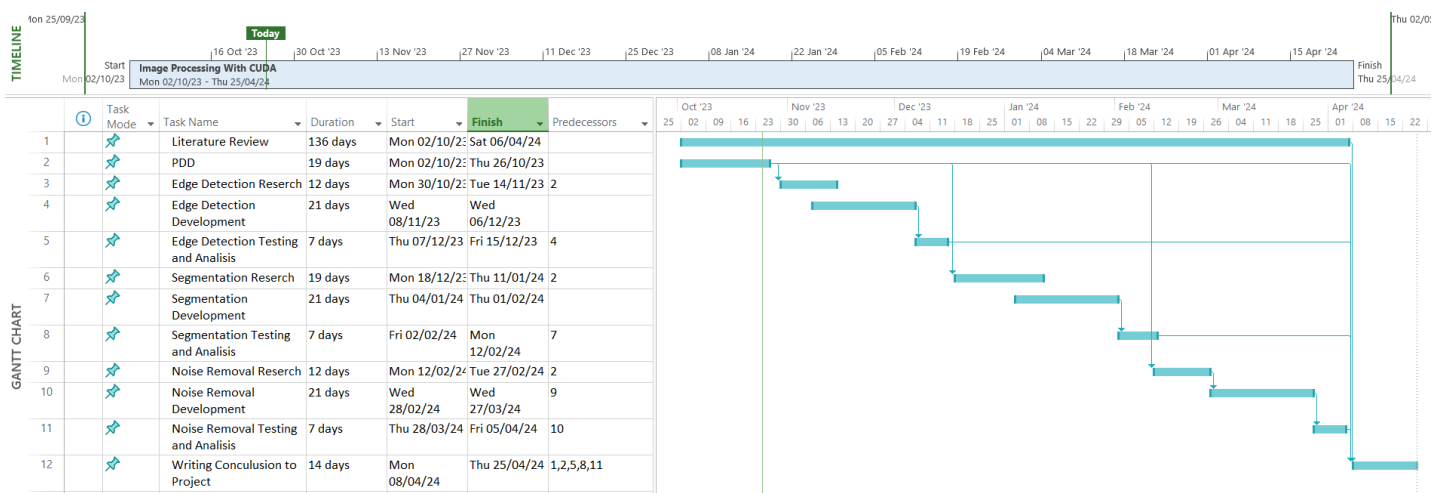 Mon 25/09/23
Thu 02/05
TIMELINE
Today
16 Oct '23 30 Oct '23 13 Nov '23 27 Nov '23 11 Dec '23 25 Dec '23 08 Jan '24 22 Jan '24 05 Feb '24 19 Feb '24 04 Mar '24 18 Mar '24 01 Apr '24 15 Apr '24
Start
Mon 02/10/23
Image Processing With CUDA
Mon 02/10/23 - Thu 25/04/24
Finish
Thu 25/04/24
GANTT CHART
Task Mode Task Name Duration Start Finish Predecessors
Oct '23 Nov '23 Dec '23 Jan '24 Feb '24 Mar '24 Apr '24
25 02 09 16 23 30 06 13 20 27 04 11 18 25 01 08 15 22 29 05 12 19 26 04 11 18 25 01 08 15 22
1 Literature Review 136 days Mon 02/10/23 Sat 06/04/24
2 PDD 19 days Mon 02/10/23 Thu 26/10/23
3 Edge Detection Reserch 12 days Mon 30/10/23 Tue 14/11/23 2
4 Edge Detection Development 21 days Wed 08/11/23 Wed 06/12/23
5 Edge Detection Testing and Analisis 7 days Thu 07/12/23 Fri 15/12/23 4
6 Segmentation Reserch 19 days Mon 18/12/23 Thu 11/01/24 2
7 Segmentation Development 21 days Thu 04/01/24 Thu 01/02/24
8 Segmentation Testing and Analisis 7 days Fri 02/02/24 Mon 12/02/24 7
9 Noise Removal Reserch 12 days Mon 12/02/24 Tue 27/02/24 2
10 Noise Removal Development 21 days Wed 28/02/24 Wed 27/03/24 9
11 Noise Removal Testing and Analisis 7 days Thu 28/03/24 Fri 05/04/24 10
12 Writing Conculusion to Project 14 days Mon 08/04/24 Thu 25/04/24 1,2,5,8,11